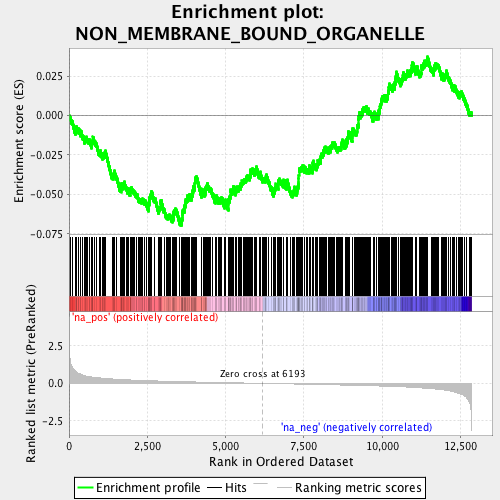 Enrichment plot:
NON_MEMBRANE_BOUND_ORGANELLE
Enrichment score (ES)
0.025
0.000
-0.025
-0.050
-0.075
'na_pos' (positively correlated)
Ranked list metric (PreRanked)
2.5
0.0
-2.5
Zero cross at 6193
'na_neg' (negatively correlated)
0
2,500
5,000
7,500
10,000
12,500
Rank in Ordered Dataset
Enrichment profile
Hits
Ranking metric scores